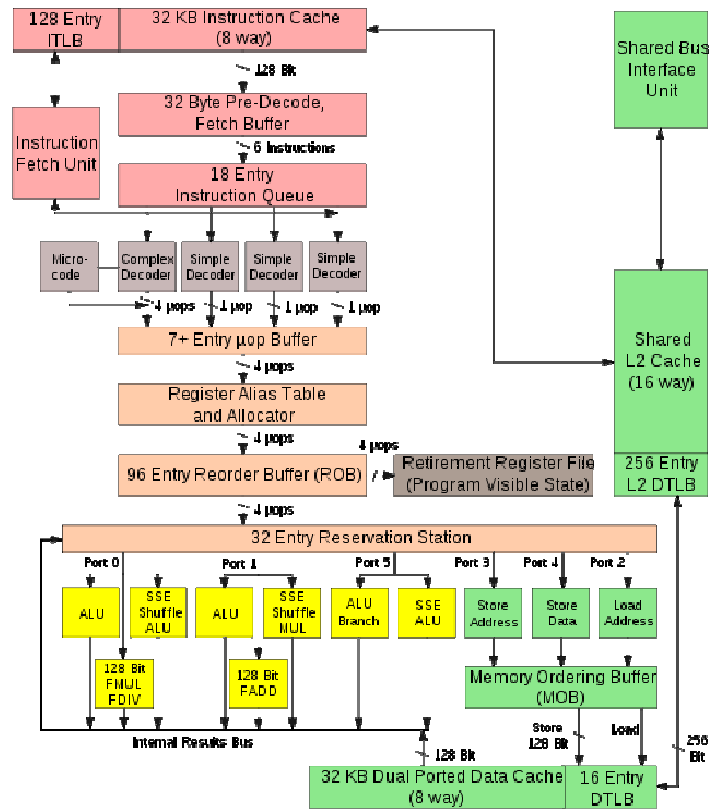 128 Entry
ITLB
32 KB Instruction Cache
(8 way)
128 Bit
32 Byte Pre-Decode,
Fetch Buffer
Instruction
Fetch Unit
6 Instructions
18 Entry
Instruction Queue
Micro-
code
Complex
Decoder
Simple
Decoder
Simple
Decoder
Simple
Decoder
4 µops
1 µop
1 µop
1 µop
7+ Entry µop Buffer
4 µops
Register Alias Table
and Allocator
4 µops
4 µops
96 Entry Reorder Buffer (ROB)
Retirement Register File
(Program Visible State)
4 µops
32 Entry Reservation Station
Port 0
Port 1
Port 5
Port 3
Port 4
Port 2
ALU
SSE
Shuffle
ALU
ALU
SSE
Shuffle
MUL
ALU
Branch
SSE
ALU
Store
Address
Store
Data
Load
Address
128 Bit
FMUL
FDIV
128 Bit
FADD
Memory Ordering Buffer
(MOB)
Internal Results Bus
Store
128 Bit
Load
256
Bit
128 Bit
32 KB Dual Ported Data Cache
(8 way)
16 Entry
DTLB
Shared Bus
Interface
Unit
Shared
L2 Cache
(16 way)
256 Entry
L2 DTLB